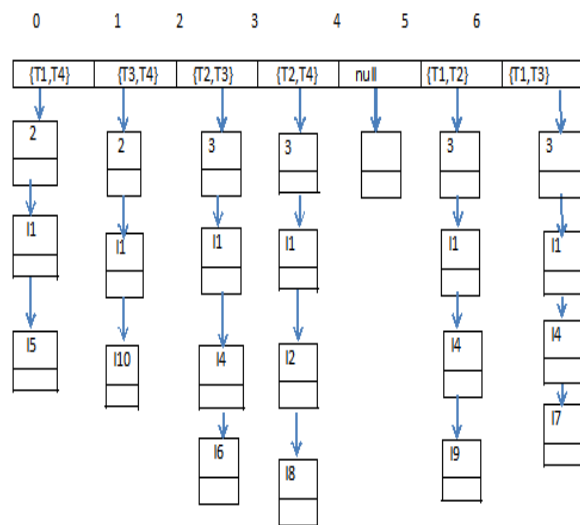 0 1 2 3 4 5 6
{T1,T4} {T3,T4} {T2,T3} {T2,T4} null {T1,T2} {T1,T3}
2 2 3 3 3 3
I1 I1 I1 I1 I1 I1
I5 I10 I4 I2 I4 I4
I6 I8 I9 I7